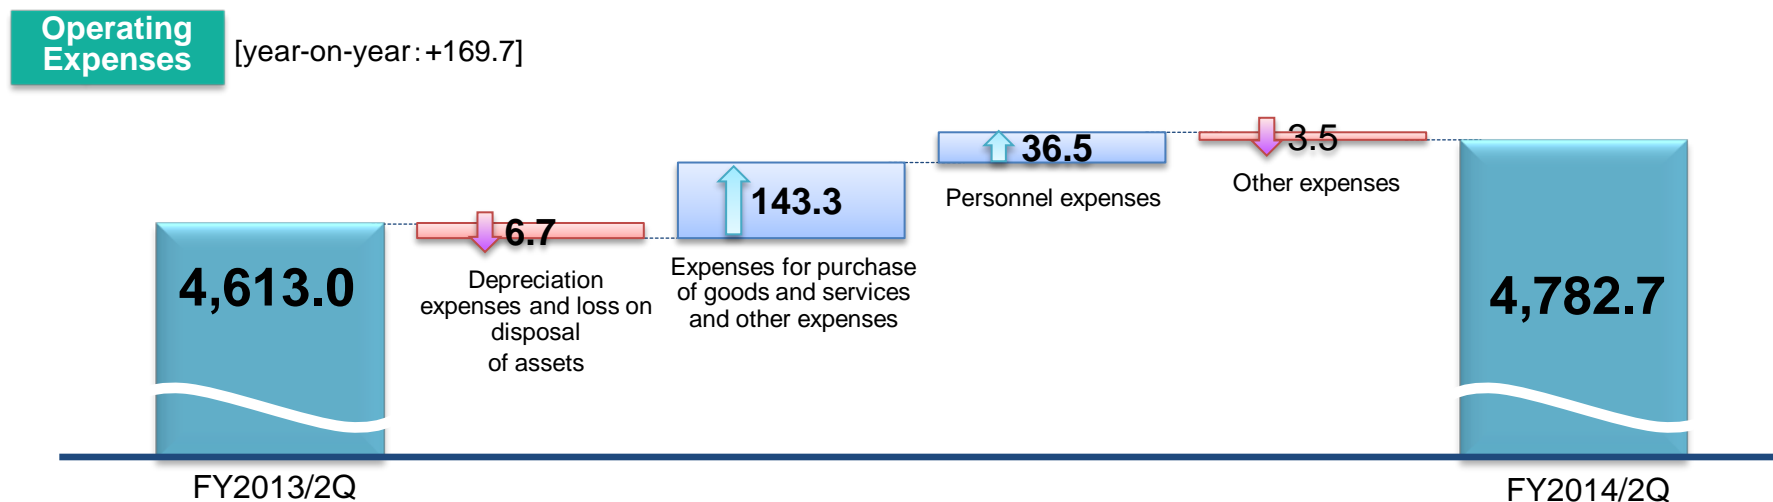 Operating
Expenses
[year-on-year:+169.7]
4,613.0
6.7
Depreciation
expenses and loss on
disposal
of assets
143.3
Expenses for purchase
of goods and services
and other expenses
36.5
Personnel expenses
3.5
Other expenses
4,782.7
FY2013/2Q
FY2014/2Q